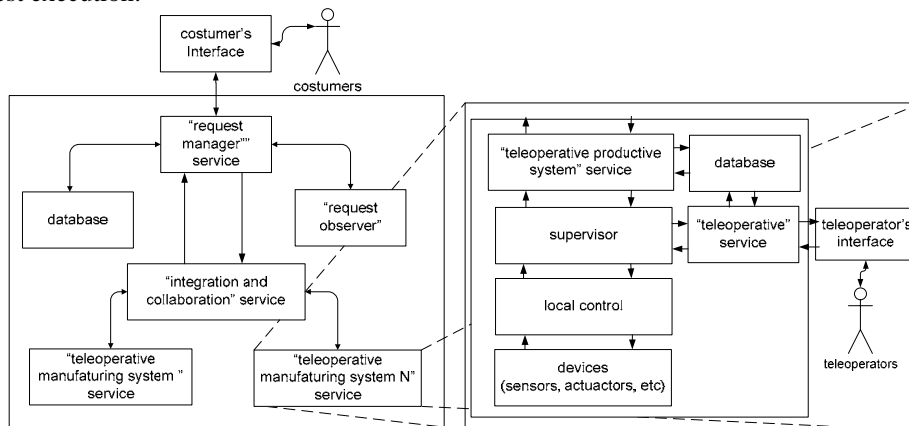 est execution.
costumer's
Interface
costumers
"request
manager""
service
database
"request
observer"
"integration and
collaboration" service
"teleoperative
manufaturing system "
service
"teleoperative
manufaturing system N"
service
"teleoperative productive
system" service
database
supervisor
"teleoperative"
service
teleoperator's
interface
local control
devices
(sensors, actuactors, etc)
teleoperators